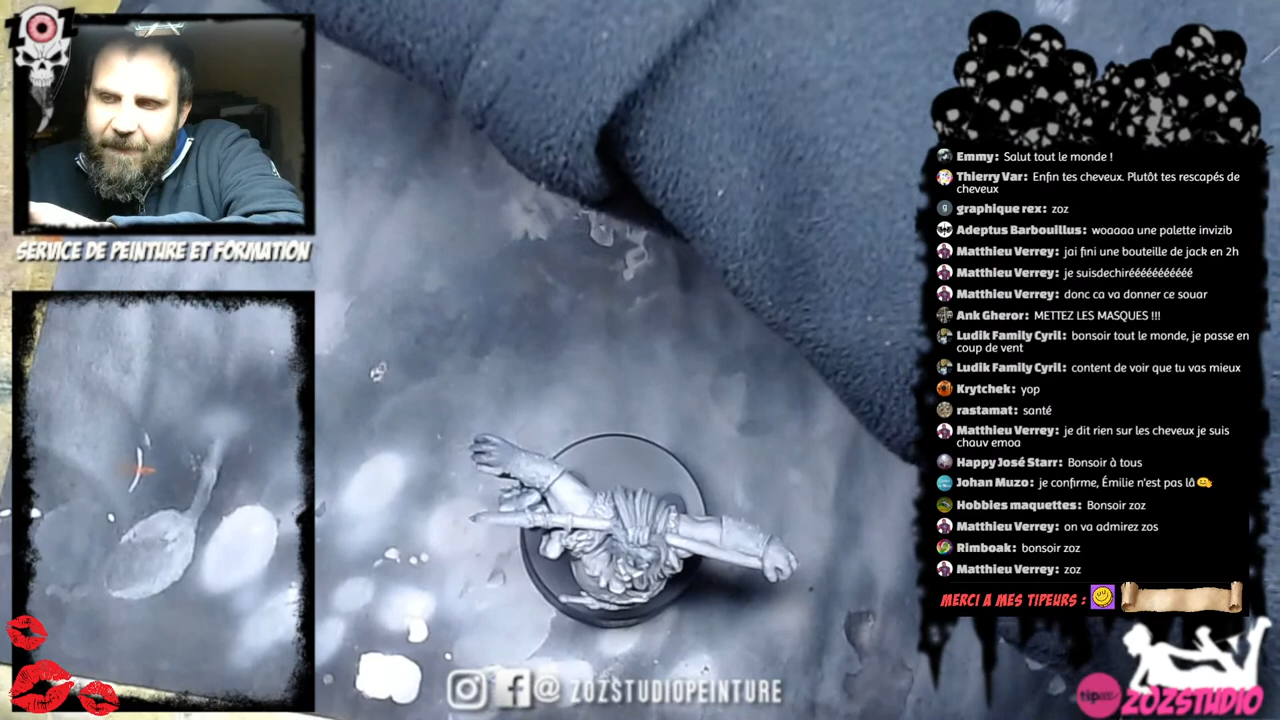 SERVICE DE PEINTURE ET FORMATION
Emmy: Salut tout le monde !
Thierry Var: Enfin tes cheveux. Plutôt tes rescapés de
cheveux
g graphique rex: zoz
Adeptus Barbouillus: woaaaa une palette invizib
Matthieu Verrey: jai fini une bouteille de jack en 2h
Matthieu Verrey: je suisdechiréééééééééééé
Matthieu Verrey: donc ca va donner ce souar
Ank Gheror: METTEZ LES MASQUES !!!
Ludik Family Cyril: bonsoir tout le monde, je passe en
coup de vent
Ludik Family Cyril: content de voir que tu vas mieux
Krytchek: yop
rastamat: santé
Matthieu Verrey: je dit rien sur les cheveux je suis
chauv emoa
Happy José Starr: Bonsoir à tous
Johan Muzo: je confirme, Émilie n'est pas là
Hobbies maquettes: Bonsoir zoz
Matthieu Verrey: on va admirez zos
Rimboak: bonsoir zoz
Matthieu Verrey: zoz
MERCI A MES TIPEURS :
@ ZOZSTUDIOPEINTURE
ZOZSTUDIO